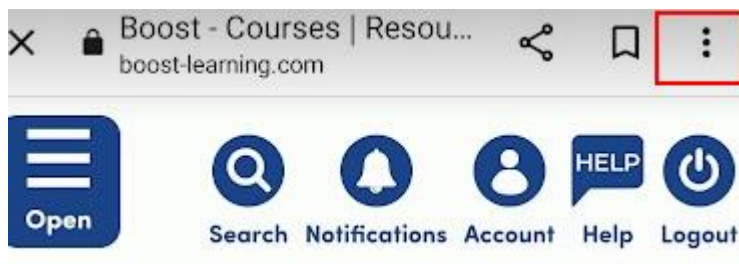 Boost - Courses | Resou...
boost-learning.com
HELP
Open
Search Notifications Account Help Logout